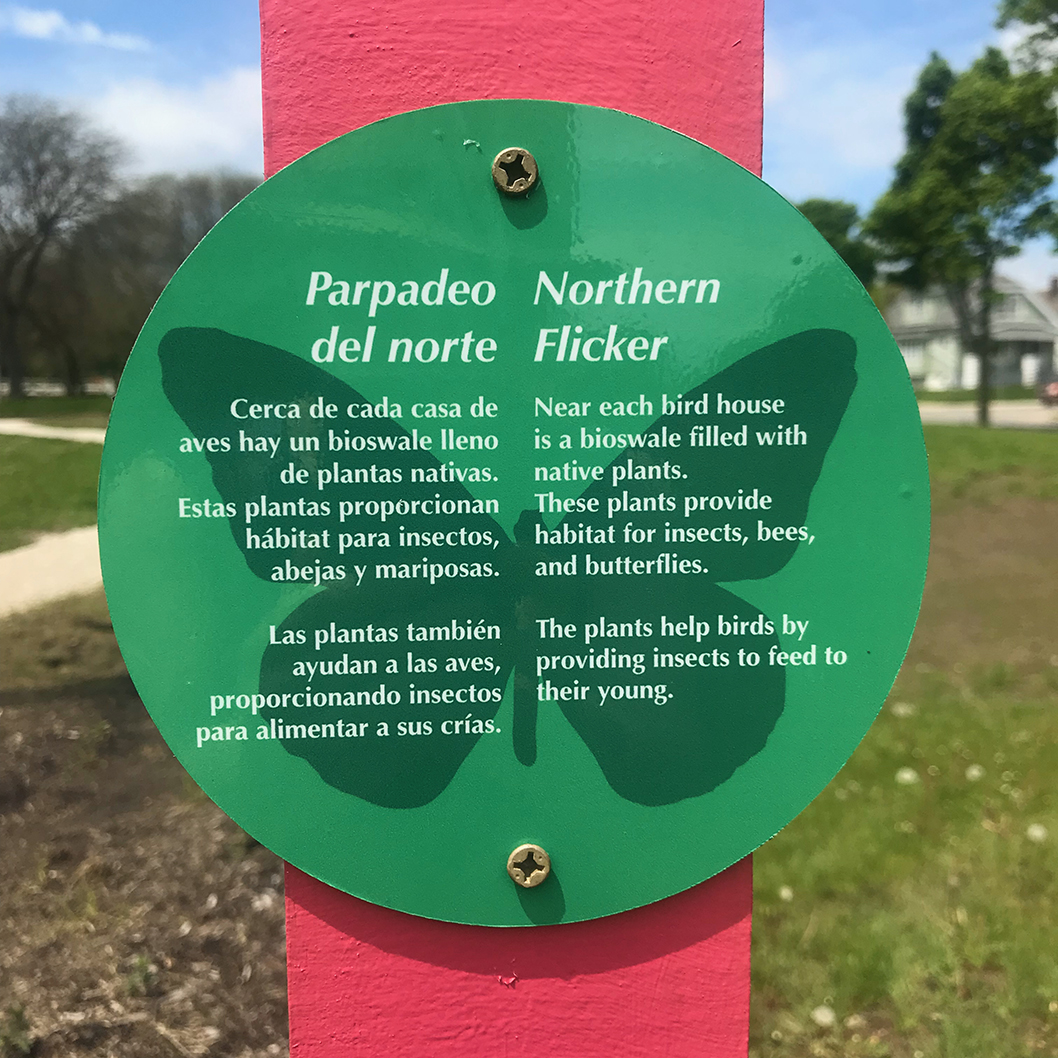 Parpadeo
del norte
Cerca de cada casa de
aves hay un bioswale lleno
de plantas nativas.
Estas plantas proporcionan
hábitat para insectos,
abejas y mariposas.
Las plantas también
ayudan a las aves,
proporcionando insectos
para alimentar a sus crías.
Northern
Flicker
Near each bird house
is a bioswale filled with
native plants.
These plants provide
habitat for insects, bees,
and butterflies.
The plants help birds by
providing insects to feed to
their young.